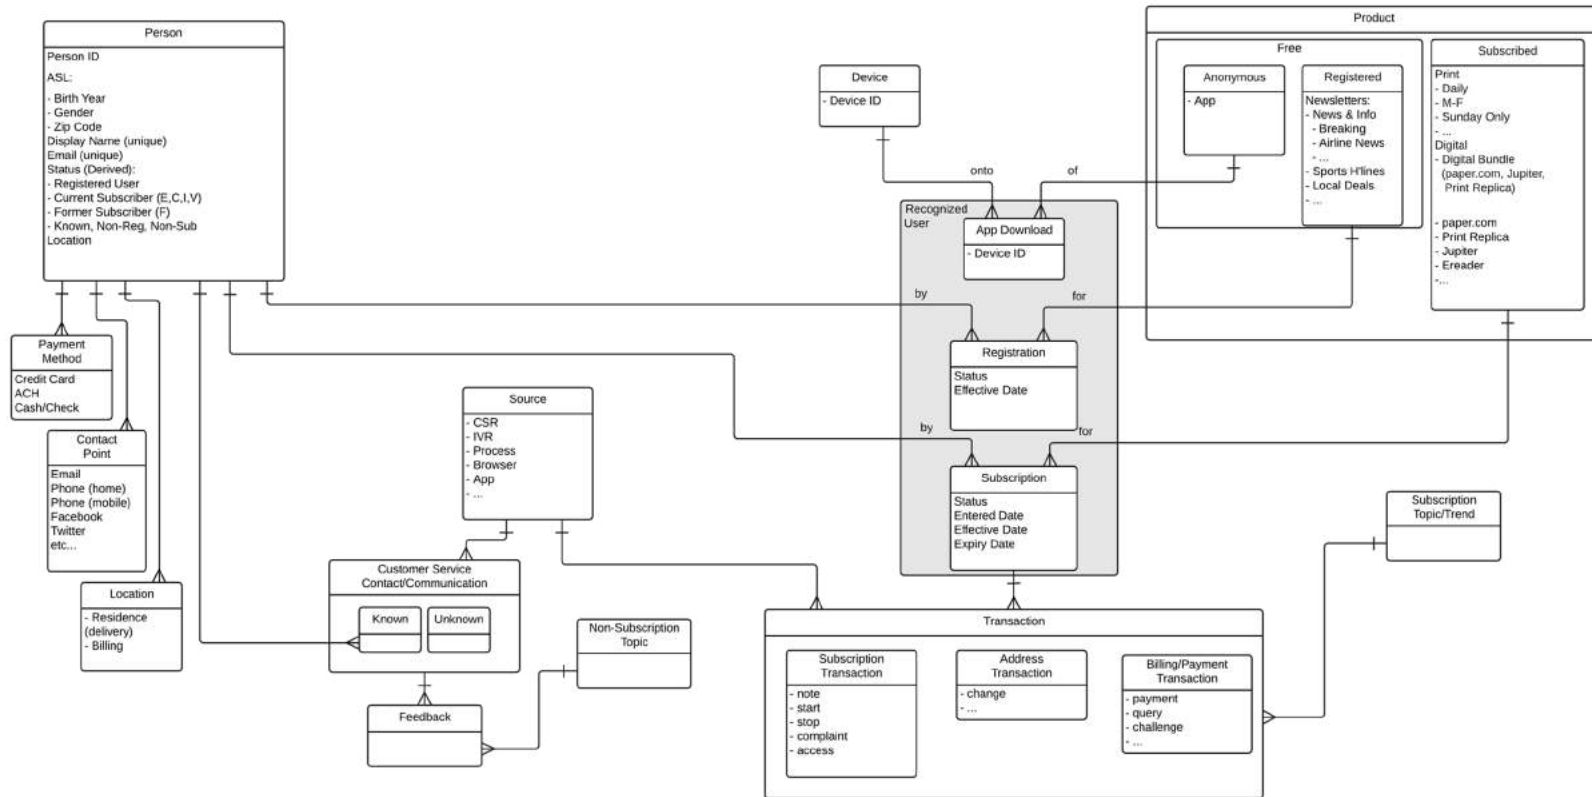 Person
Person ID
ASL:
- Birth Year
- Gender
- Zip Code
Display Name (unique)
Email (unique)
Status (Derived):
- Registered User
- Current Subscriber (E,C,I,V)
- Former Subscriber (F)
- Known, Non-Reg, Non-Sub
Location
Payment
Method
Credit Card
ACH
Cash/Check
Contact
Point
Email
Phone (home)
Phone (mobile)
Facebook
Twitter
etc...
Location
- Residence
(delivery)
- Billing
Source
- CSR
- IVR
- Process
- Browser
- App
- ...
Customer Service
Contact/Communication
Known
Unknown
Feedback
Non-Subscription
Topic
Device
- Device ID
onto
of
Recognized
User
App Download
- Device ID
by
for
Registration
Status
Effective Date
by
for
Subscription
Status
Entered Date
Effective Date
Expiry Date
Product
Free
Anonymous
- App
Registered
Newsletters:
- News & Info
- Breaking
- Airline News
- ...
- Sports H'lines
- Local Deals
- ...
Subscribed
Print
- Daily
- M-F
- Sunday Only
- ...
Digital
- Digital Bundle
(paper.com, Jupiter,
Print Replica)
- paper.com
- Print Replica
- Jupiter
- Ereader
-...
Subscription
Topic/Trend
Transaction
Subscription
Transaction
- note
- start
- stop
- complaint
- access
Address
Transaction
- change
- ...
Billing/Payment
Transaction
- payment
- query
- challenge
- ...